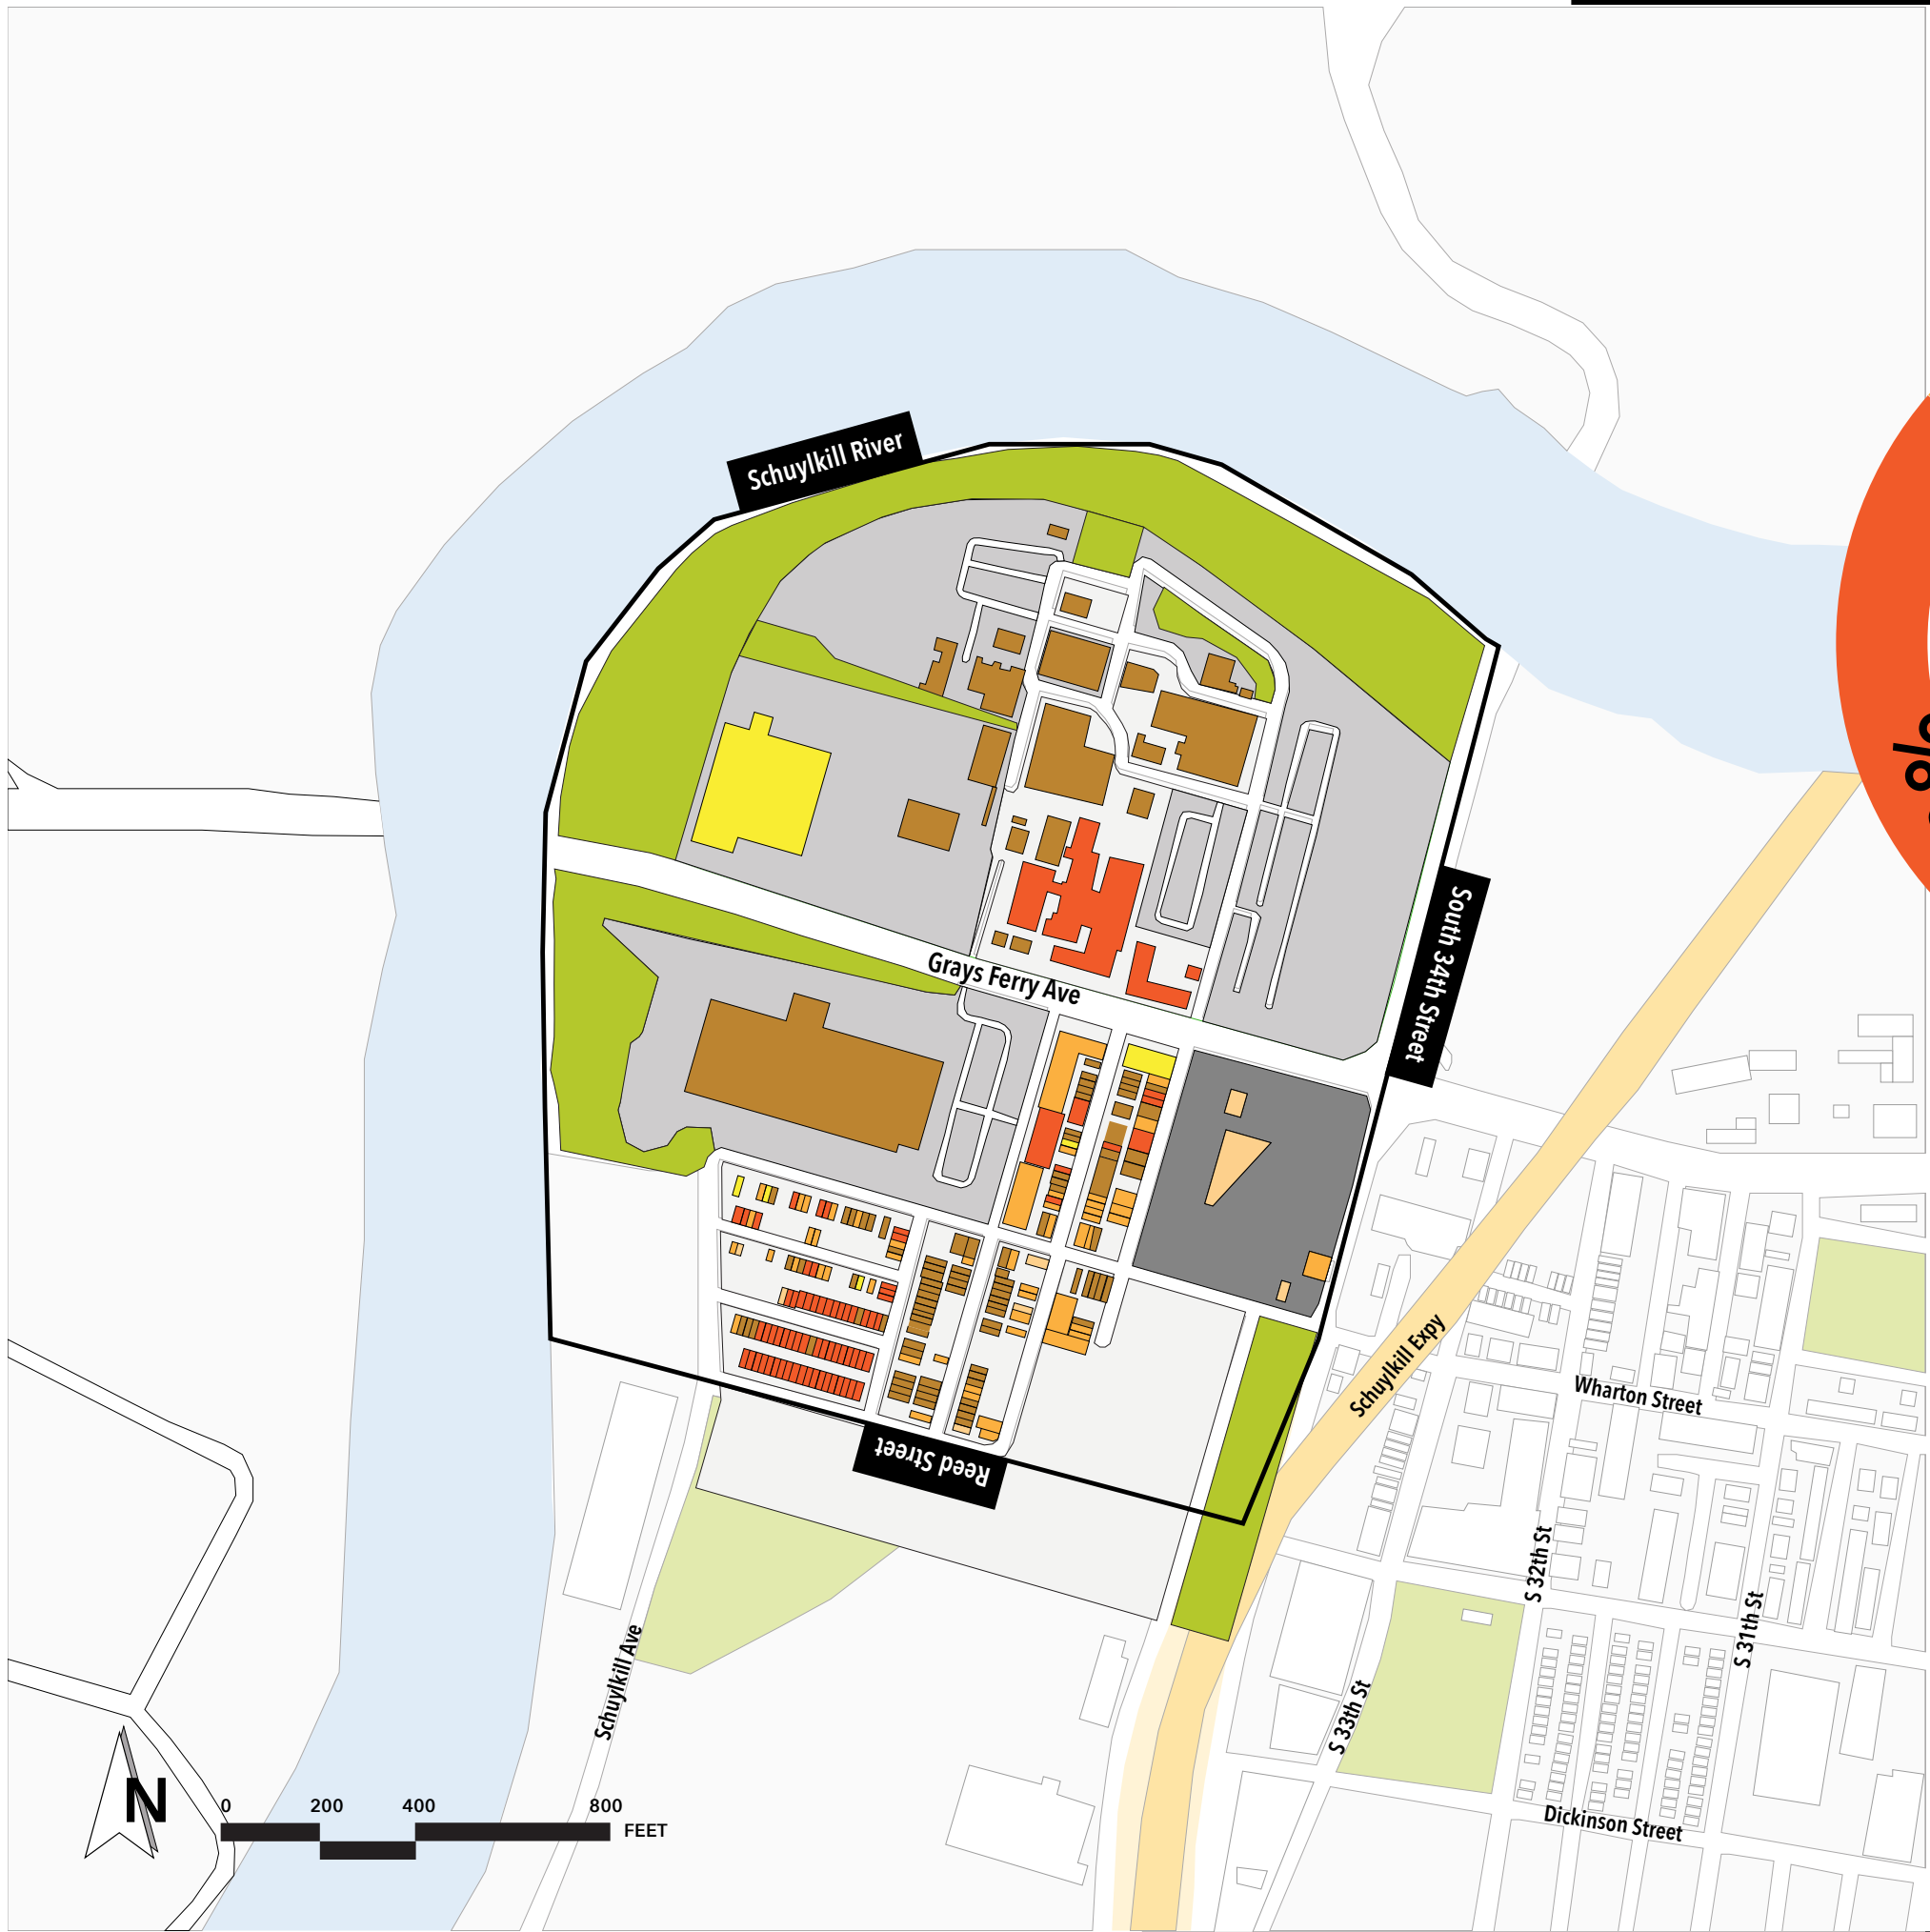 Schuylkill River
Grays Ferry Ave
South 34th Street
Schuylkill Expy
Wharton Street
Reed Street
S 32th St
S 31th St
Schuylkill Ave
S 33th St
Dickinson Street
N
0 200 400 800
FEET